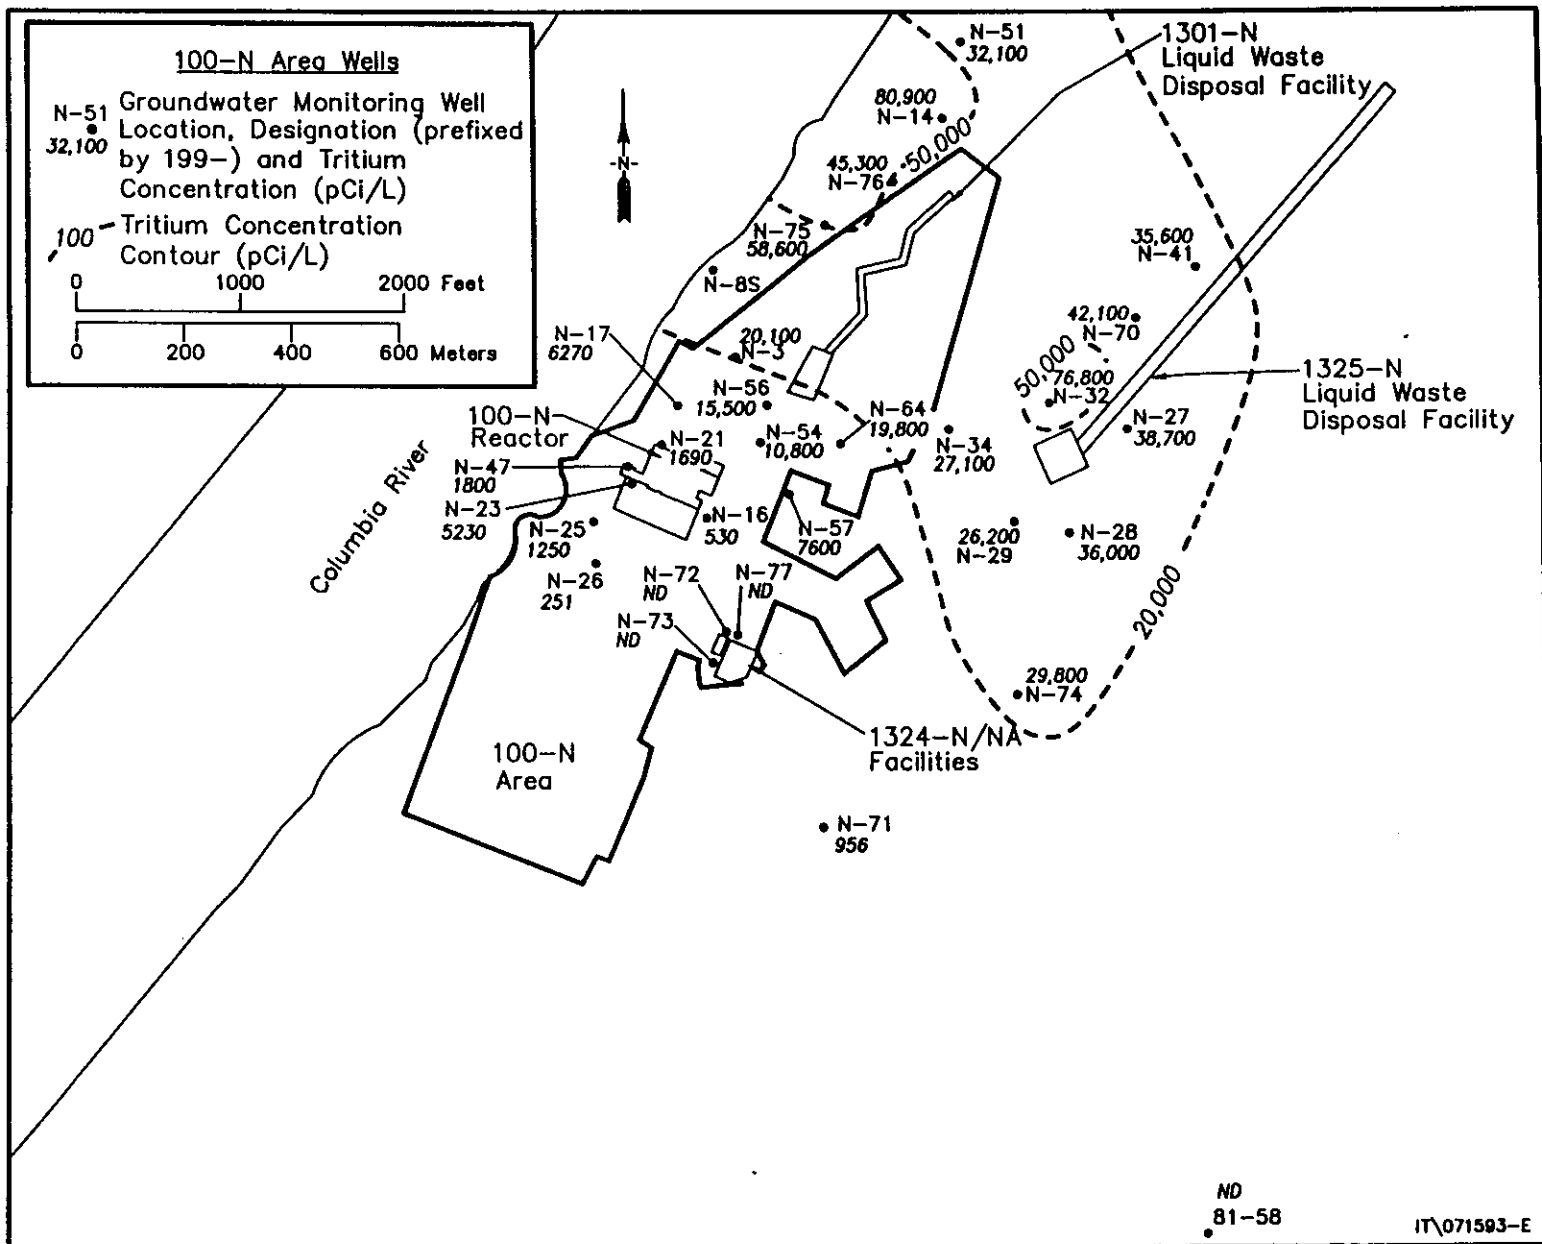 100-N Area Wells
N-51
32,100
Groundwater Monitoring Well
Location, Designation (prefixed
by 199-) and Tritium
Concentration (pCi/L)
100
Tritium Concentration
Contour (pCi/L)
0 1000 2000 Feet
0 200 400 600 Meters
-N-
N-51
32,100
1301-N
Liquid Waste
Disposal Facility
80,900
N-14
50,000
45,300
N-76
N-75
58,600
N-8S
35,600
N-41
42,100
N-70
N-17
6270
20,100
N-3
50,000
76,800
N-32
1325-N
Liquid Waste
Disposal Facility
N-56
15,500
N-64
19,800
N-27
38,700
100-N
Reactor
N-21
1690
N-54
10,800
N-34
27,100
N-47
1800
N-23
5230
N-25
1250
N-16
530
N-57
7600
26,200
N-29
N-28
36,000
Columbia River
N-26
251
N-72
ND
N-77
ND
N-73
ND
20,000
29,800
N-74
1324-N/NA
Facilities
100-N
Area
N-71
956
ND
81-58
IT\071593-E